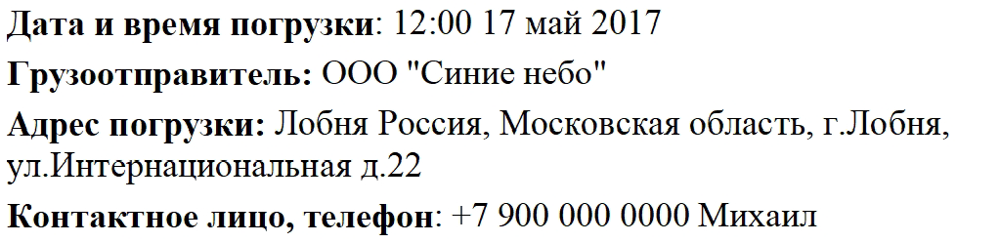 Дата и время погрузки: 12:00 17 май 2017
Грузоотправитель: ООО "Синие небо"
Адрес погрузки: Лобня Россия, Московская область, г.Лобня,
ул.Интернациональная д.22
Контактное лицо, телефон: +7 900 000 0000 Михаил